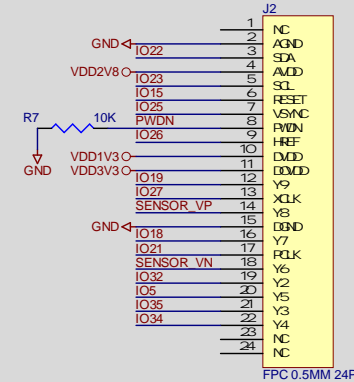 J2
1 NC
GND 2 AGND
IO22 3 SDA
VDD2V8 4 AVDD
IO23 5 SCL
IO15 6 RESET
IO25 7 VSYNC
R7 10K PWDN 8 PWDN
IO26 9 HREF
VDD1V3 10 DVDD
VDD3V3 11 DOVDD
GND
IO19 12 Y9
IO27 13 XCLK
SENSOR_VP 14 Y8
GND 15 DGND
IO18 16 Y7
IO21 17 PCLK
SENSOR_VN 18 Y6
IO32 19 Y2
IO5 20 Y5
IO35 21 Y3
IO34 22 Y4
23 NC
24 NC
FPC 0.5MM 24P